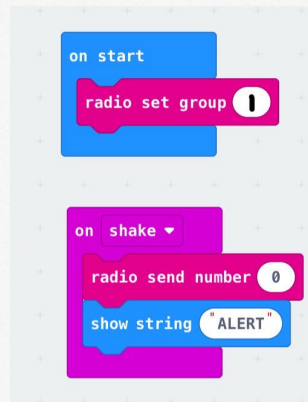 on start
radio set group 1
on shake
radio send number 0
show string "ALERT"